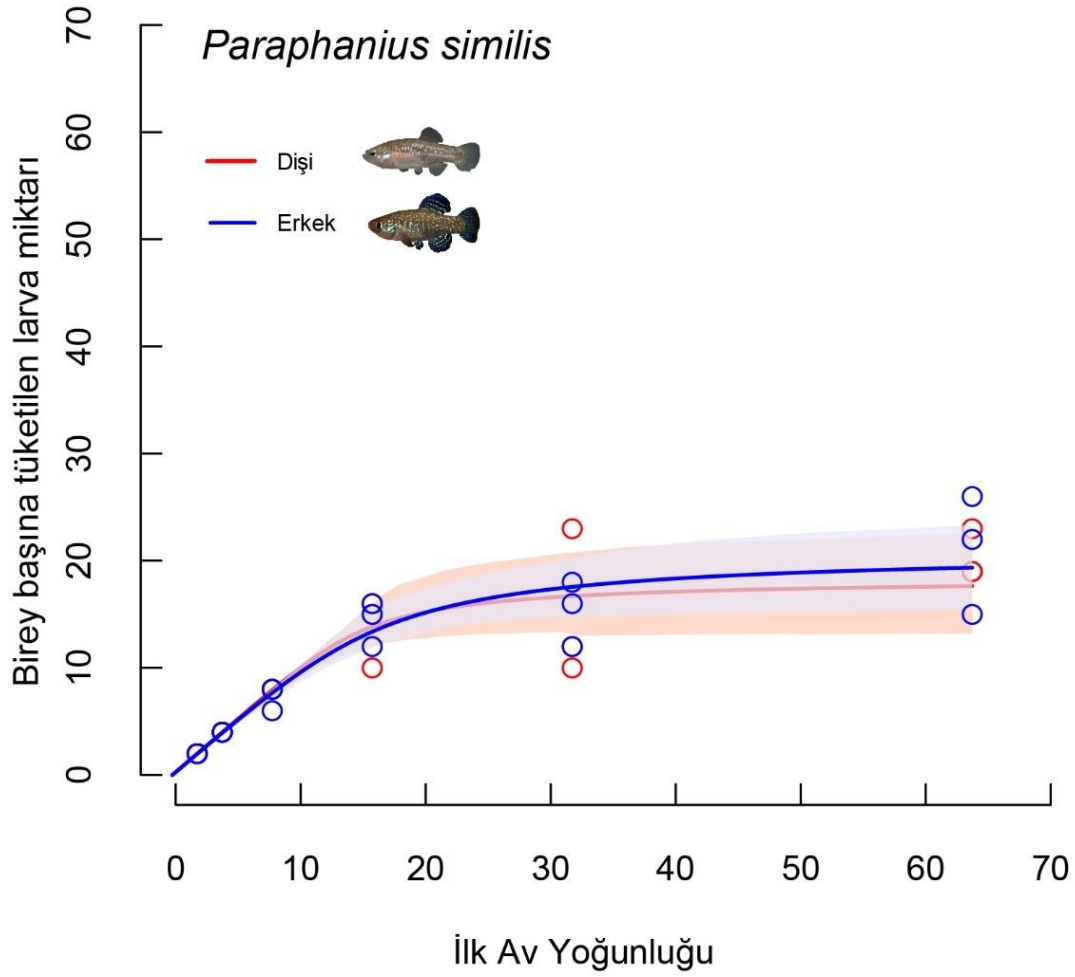 Paraphanius similis
Dişi
Erkek
Birey başına tüketilen larva miktarı
70
60
50
40
30
20
10
0
0 10 20 30 40 50 60 70
İlk Av Yoğunluğu